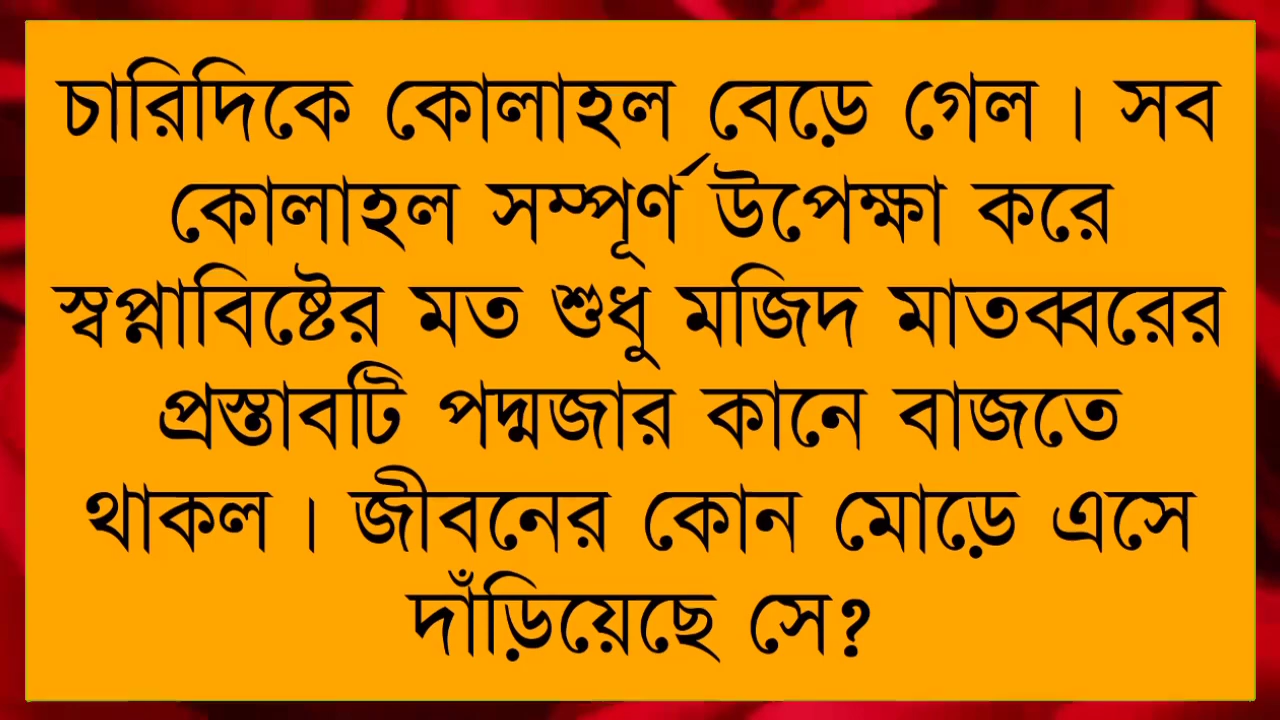 চারিদিকে কোলাহল বেড়ে গেল । সব
কোলাহল সম্পূর্ণ উপেক্ষা করে
স্বপ্নাবিষ্টের মত শুধু মজিদ মাতব্বরের
প্রস্তাবটি পদ্মজার কানে বাজতে
থাকল । জীবনের কোন মোড়ে এসে
দাঁড়িয়েছে সে?